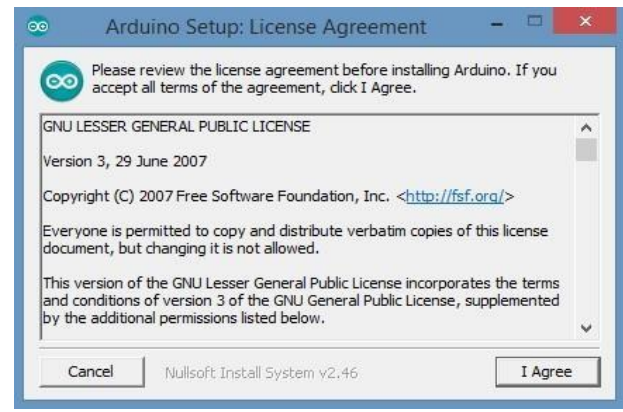 Arduino Setup: License Agreement
Please review the license agreement before installing Arduino. If you
accept all terms of the agreement, click I Agree.
GNU LESSER GENERAL PUBLIC LICENSE
Version 3, 29 June 2007
Copyright (C) 2007 Free Software Foundation, Inc. <http://fsf.org/>
Everyone is permitted to copy and distribute verbatim copies of this license
document, but changing it is not allowed.
This version of the GNU Lesser General Public License incorporates the terms
and conditions of version 3 of the GNU General Public License, supplemented
by the additional permissions listed below.
Cancel
Nullsoft Install System v2.46
I Agree